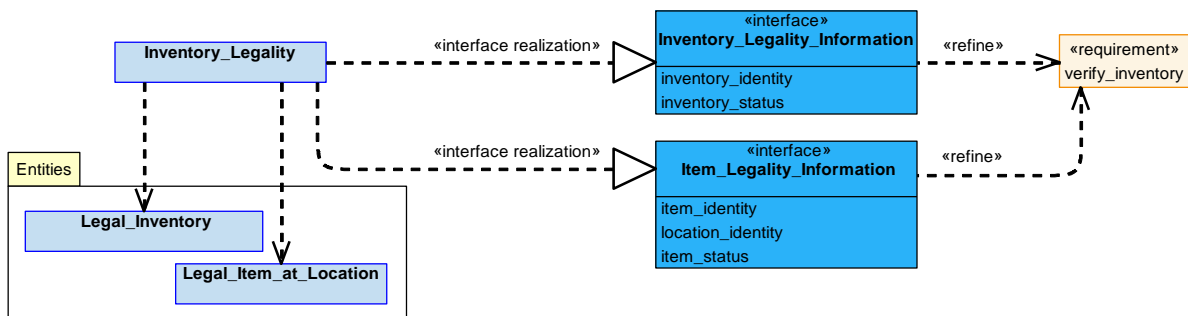 «interface»
Inventory_Legality
«interface realization»
Inventory_Legality_Information
«refine»
«requirement»
verify_inventory
inventory_identity
inventory_status
«interface realization»
«interface»
Item_Legality_Information
«refine»
Entities
item_identity
location_identity
item_status
Legal_Inventory
Legal_Item_at_Location